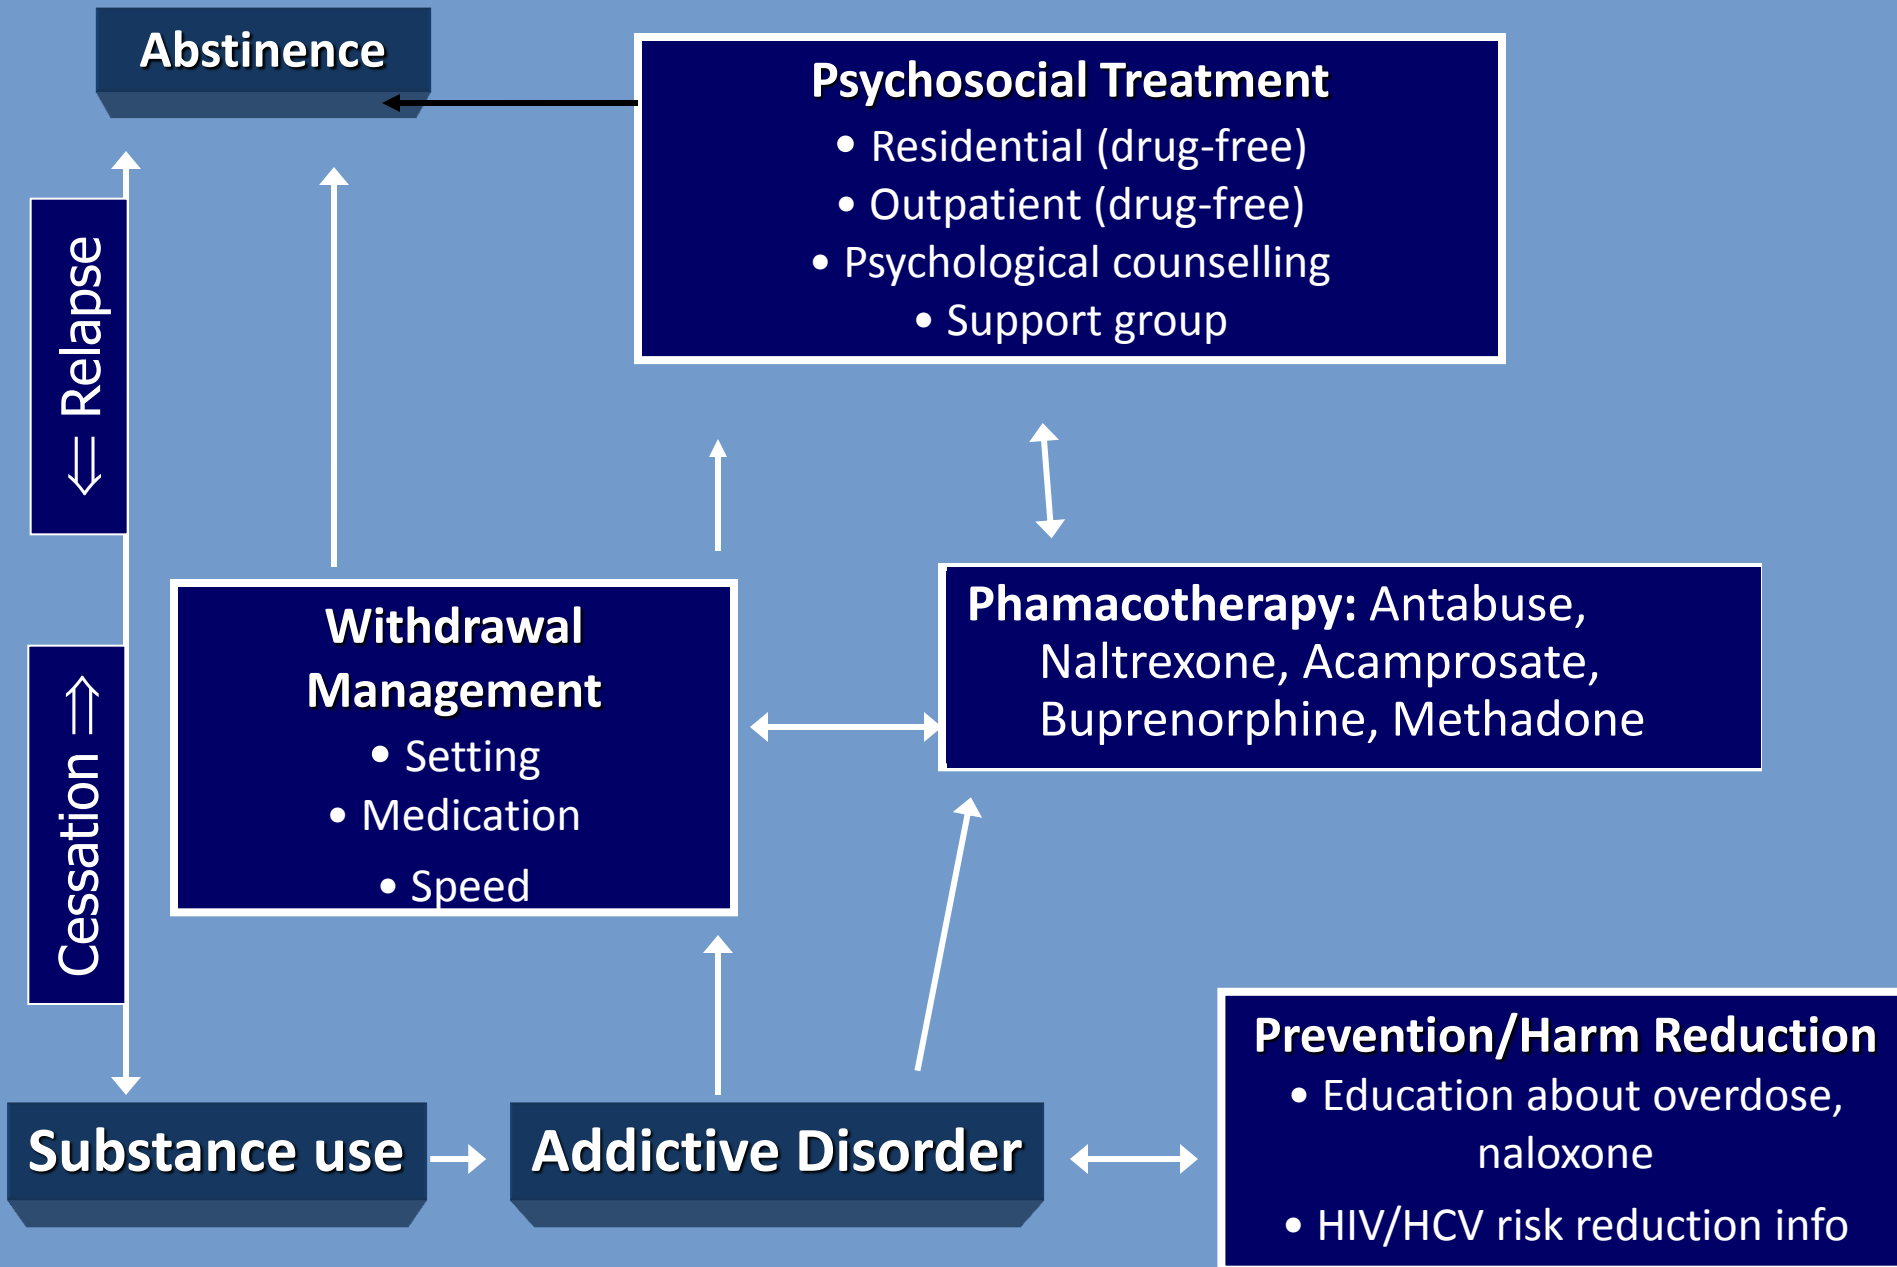 Abstinence
Psychosocial Treatment
• Residential (drug-free)
• Outpatient (drug-free)
• Psychological counselling
• Support group
⇐ Relapse
Withdrawal
Management
• Setting
• Medication
• Speed
Phamacotherapy: Antabuse,
Naltrexone, Acamprosate,
Buprenorphine, Methadone
Cessation ⇒
Prevention/Harm Reduction
• Education about overdose,
naloxone
• HIV/HCV risk reduction info
Substance use
Addictive Disorder